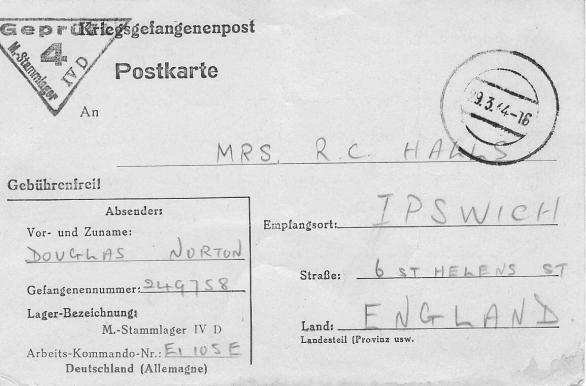 Geprüft Kriegsgefangenenpost
4
M.-Stammlager IV D
Postkarte
29.3.44-16
An
MRS. R. C. HALLS
Gebührenfrei!
Absender:
Vor- und Zuname:
DOUGLAS NORTON
Gefangenennummer: 249758
Lager-Bezeichnung:
M.-Stammlager IV D
Arbeits-Kommando-Nr.: E1 105 E
Deutschland (Allemagne)
Empfangsort: IPSWICH
Straße: 6 ST HELENS ST
Land: ENGLAND
Landesteil (Provinz usw.